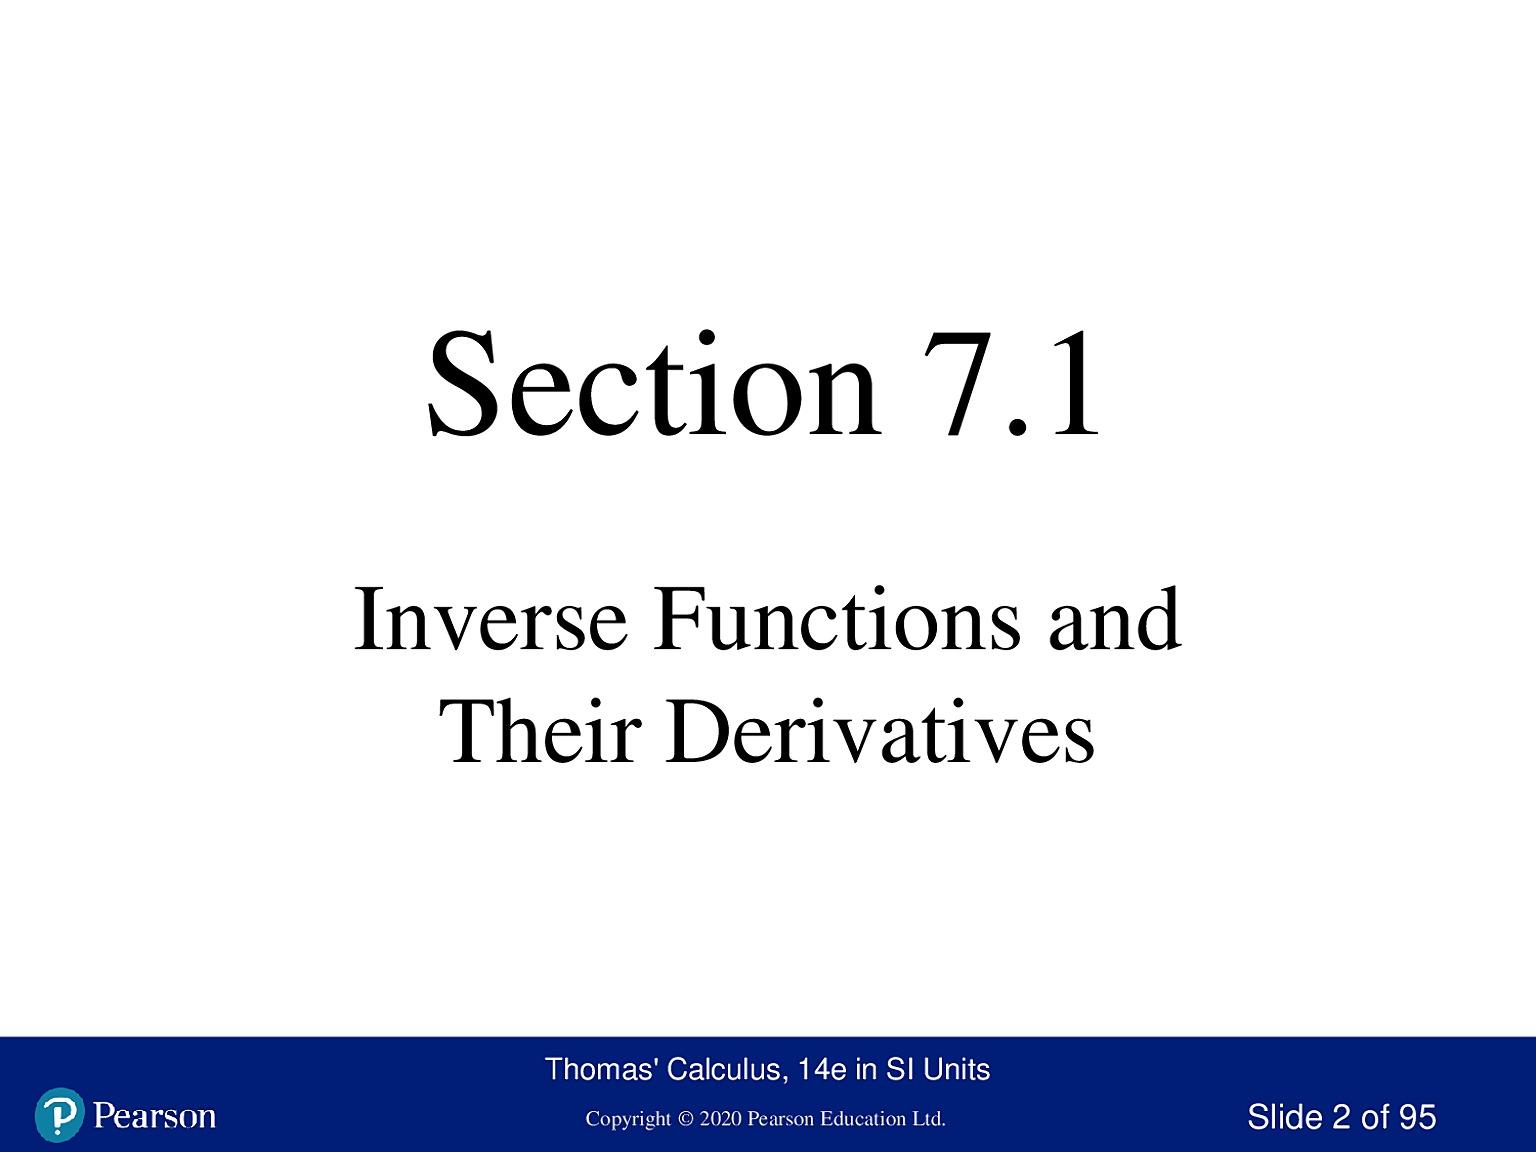 Section 7.1
Inverse Functions and
Their Derivatives
Thomas' Calculus, 14e in SI Units
Pearson
Copyright © 2020 Pearson Education Ltd.
Slide 2 of 95